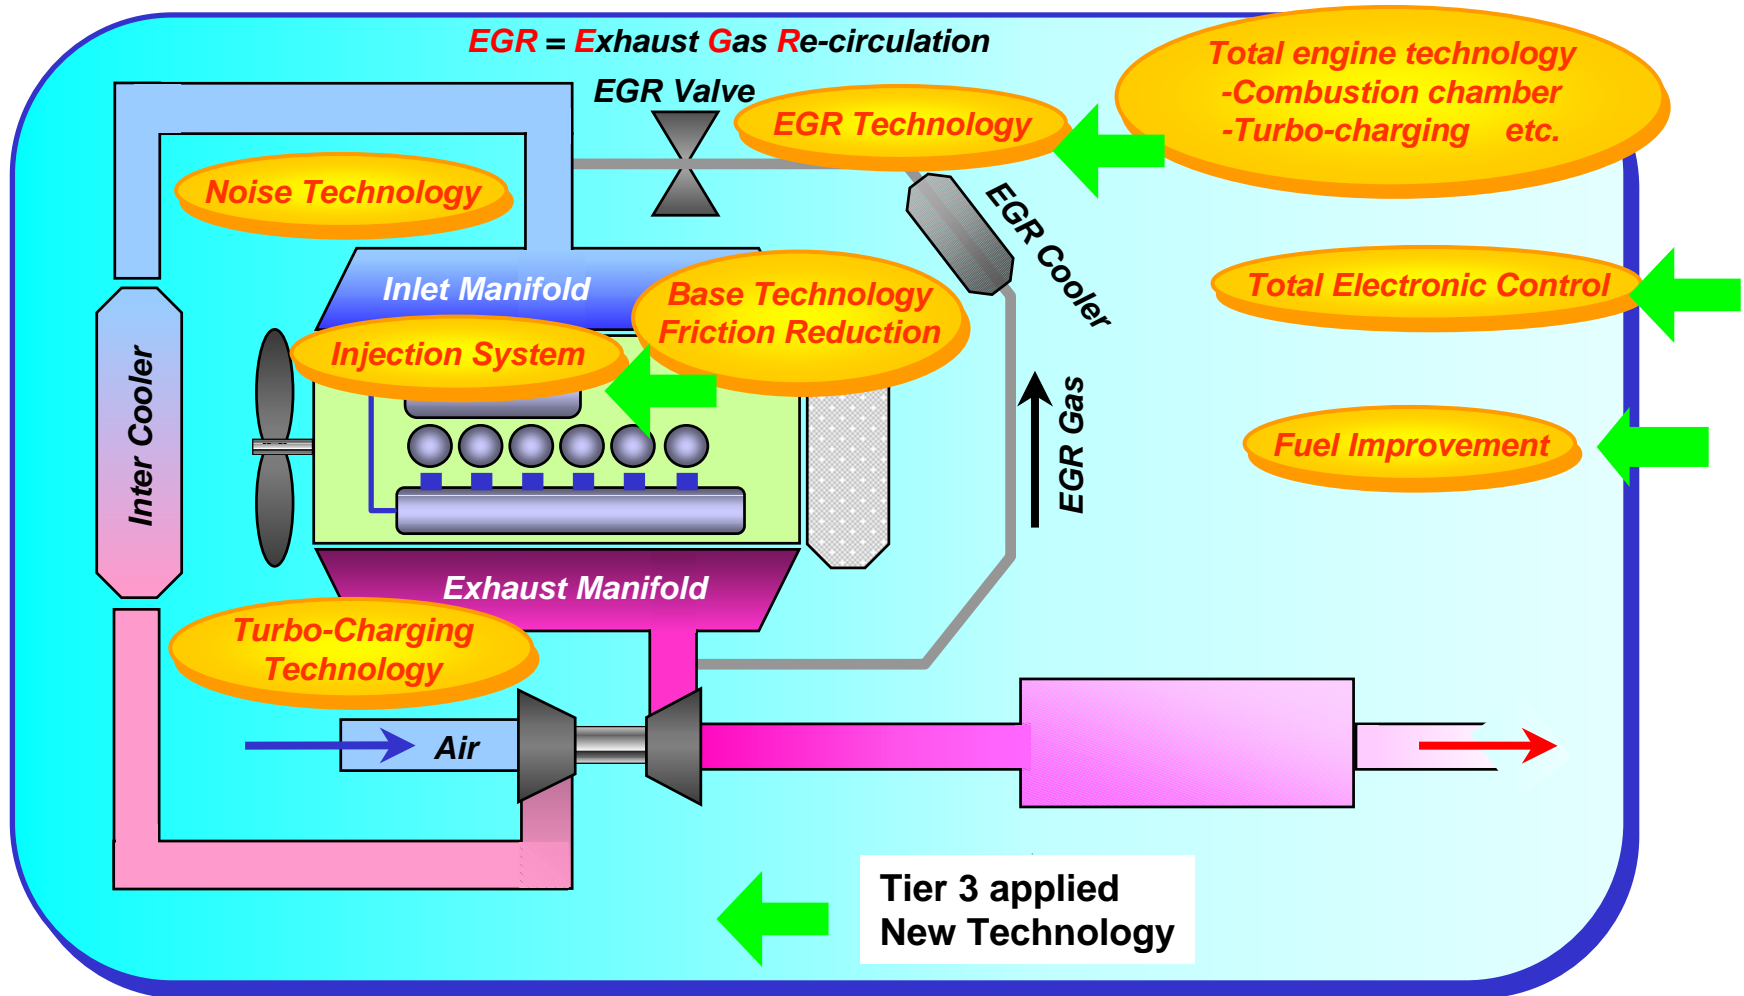 EGR = Exhaust Gas Re-circulation
Total engine technology
-Combustion chamber
-Turbo-charging etc.
EGR Valve
EGR Technology
Noise Technology
EGR Cooler
Inlet Manifold
Base Technology
Friction Reduction
Total Electronic Control
Injection System
Inter Cooler
EGR Gas
Fuel Improvement
Exhaust Manifold
Turbo-Charging
Technology
Air
Tier 3 applied
New Technology